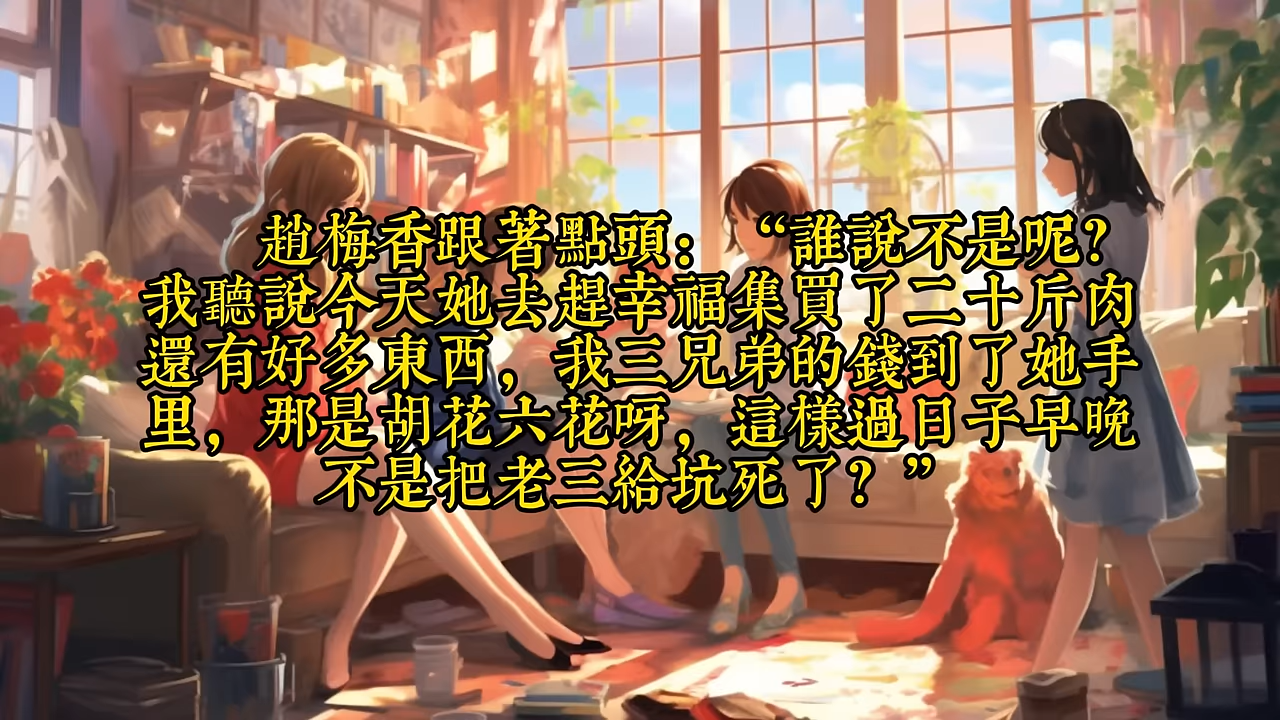 趙梅香跟著點頭：“誰說不是呢？
我聽說今天她去趕幸福集買了二十斤肉
還有好多東西，我三兄弟的錢到了她手
里，那是胡花六花呀，這樣過日子早晚
不是把老三給坑死了？”